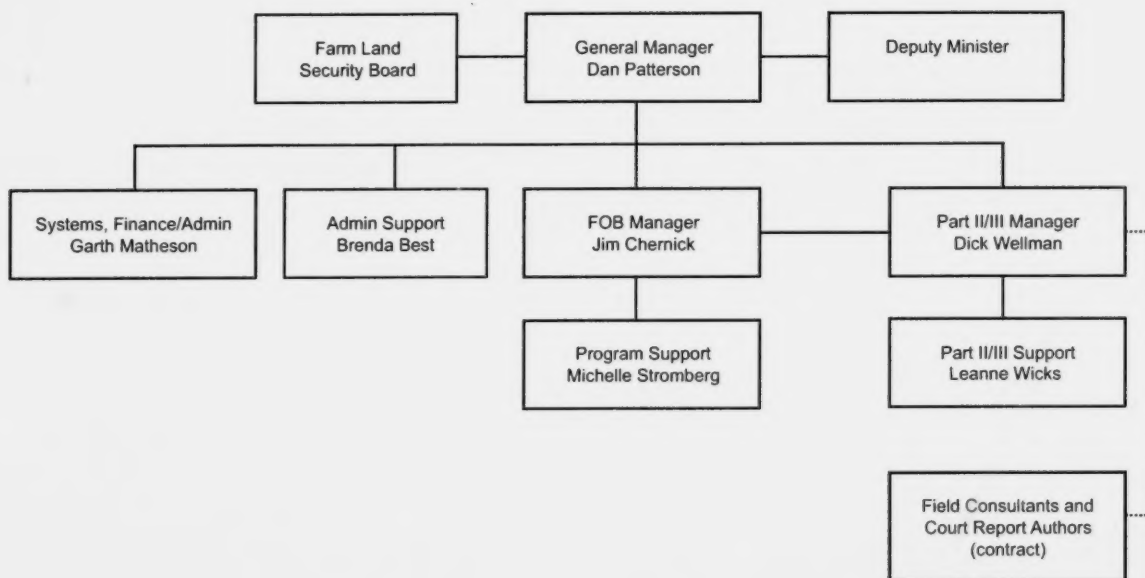 Farm Land
Security Board
General Manager
Dan Patterson
Deputy Minister
Systems, Finance/Admin
Garth Matheson
Admin Support
Brenda Best
FOB Manager
Jim Chernick
Part II/III Manager
Dick Wellman
Program Support
Michelle Stromberg
Part II/III Support
Leanne Wicks
Field Consultants and
Court Report Authors
(contract)